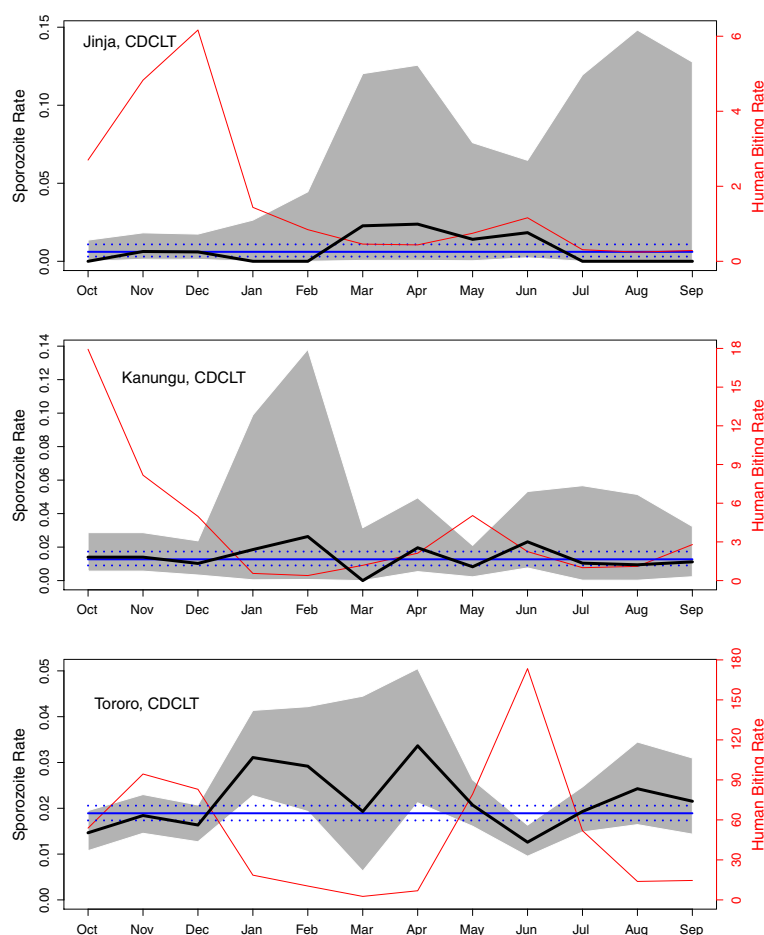 Jinja, CDCLT
Sporozoite Rate
0.00 0.05 0.10 0.15
Human Biting Rate
0 2 4 6
Oct Nov Dec Jan Feb Mar Apr May Jun Jul Aug Sep
Kanungu, CDCLT
Sporozoite Rate
0.00 0.02 0.04 0.06 0.08 0.10 0.12 0.14
Human Biting Rate
0 3 6 9 12 15 18
Oct Nov Dec Jan Feb Mar Apr May Jun Jul Aug Sep
Tororo, CDCLT
Sporozoite Rate
0.00 0.01 0.02 0.03 0.04 0.05
Human Biting Rate
0 30 60 90 120 150 180
Oct Nov Dec Jan Feb Mar Apr May Jun Jul Aug Sep